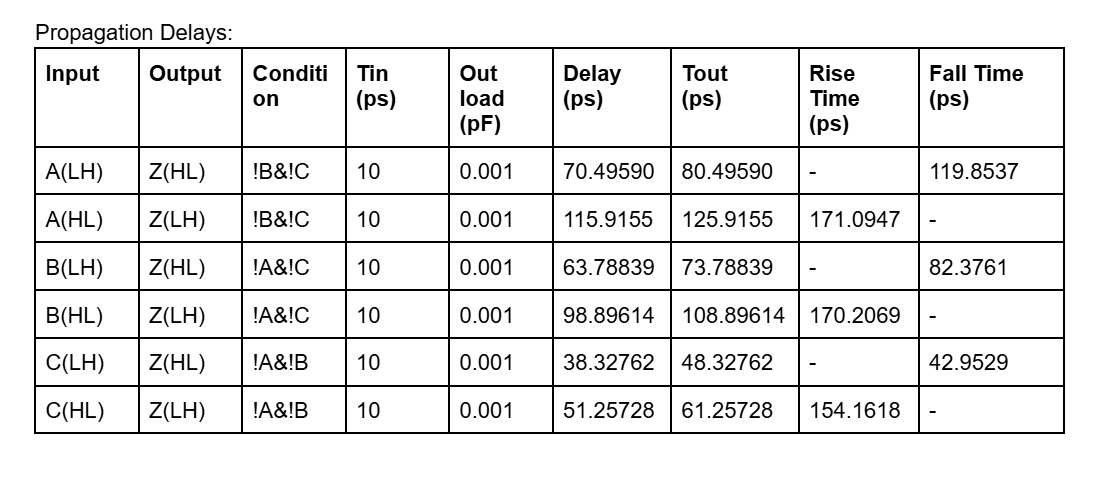 Propagation Delays:
Input Output Conditi on Tin (ps) Out load (pF) Delay (ps) Tout (ps) Rise Time (ps) Fall Time (ps)
A(LH) Z(HL) !B&!C 10 0.001 70.49590 80.49590 - 119.8537
A(HL) Z(LH) !B&!C 10 0.001 115.9155 125.9155 171.0947 -
B(LH) Z(HL) !A&!C 10 0.001 63.78839 73.78839 - 82.3761
B(HL) Z(LH) !A&!C 10 0.001 98.89614 108.89614 170.2069 -
C(LH) Z(HL) !A&!B 10 0.001 38.32762 48.32762 - 42.9529
C(HL) Z(LH) !A&!B 10 0.001 51.25728 61.25728 154.1618 -